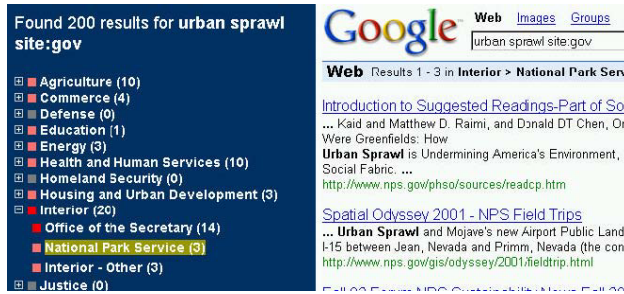 Found 200 results for urban sprawl
site:gov
Agriculture (10)
Commerce (4)
Defense (0)
Education (1)
Energy (3)
Health and Human Services (10)
Homeland Security (0)
Housing and Urban Development (3)
Interior (20)
Office of the Secretary (14)
National Park Service (3)
Interior - Other (3)
Justice (0)
Google
Web Images Groups
urban sprawl site:gov
Web Results 1 - 3 in Interior > National Park Serv
Introduction to Suggested Readings-Part of So
... Kaid and Matthew D. Raimi, and Donald DT Chen, On
Were Greenfields: How
Urban Sprawl is Undermining America's Environment,
Social Fabric. ...
http://www.nps.gov/phso/sources/readcp.htm
Spatial Odyssey 2001 - NPS Field Trips
... Urban Sprawl and Mojave's new Airport Public Land
I-15 between Jean, Nevada and Primm, Nevada (the con
http://www.nps.gov/gis/odyssey/2001/fieldtrip.html